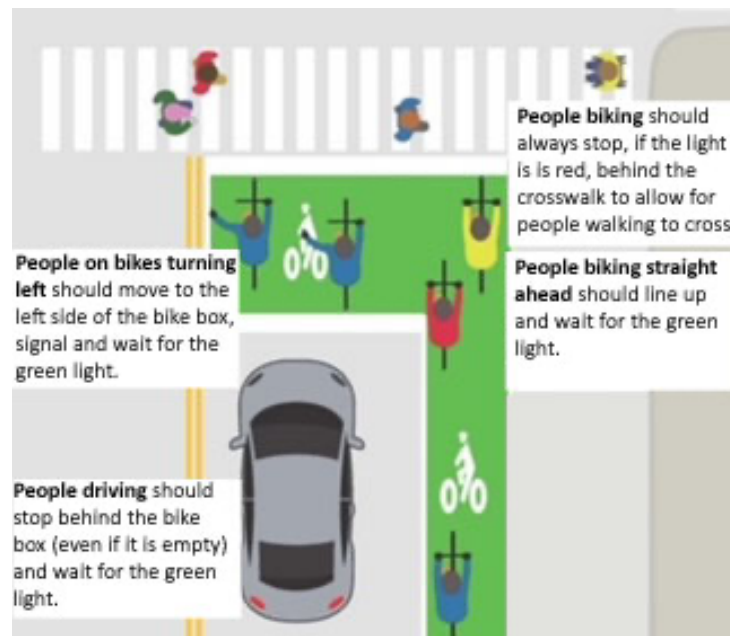 People biking should
always stop, if the light
is is red, behind the
crosswalk to allow for
people walking to cross
People on bikes turning
left should move to the
left side of the bike box,
signal and wait for the
green light.
People biking straight
ahead should line up
and wait for the green
light.
People driving should
stop behind the bike
box (even if it is empty)
and wait for the green
light.